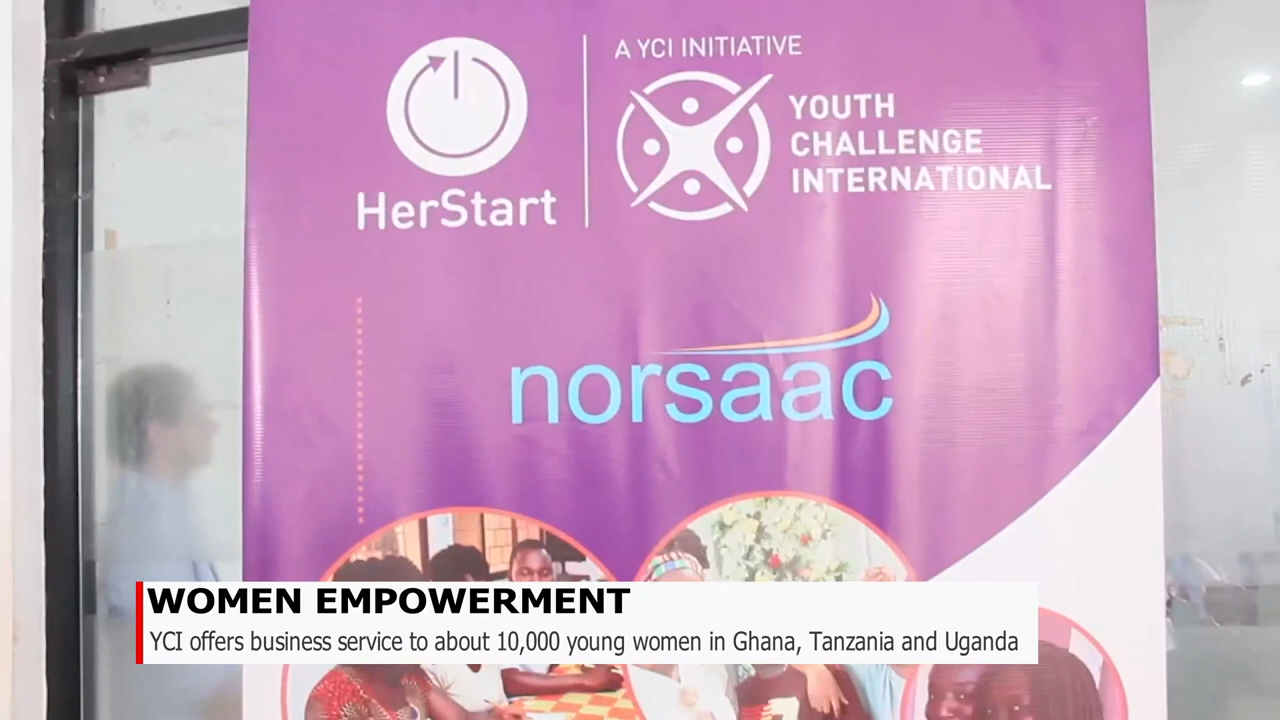 HerStart
A YCI INITIATIVE
YOUTH
CHALLENGE
INTERNATIONAL
norsaac
WOMEN EMPOWERMENT
YCI offers business service to about 10,000 young women in Ghana, Tanzania and Uganda